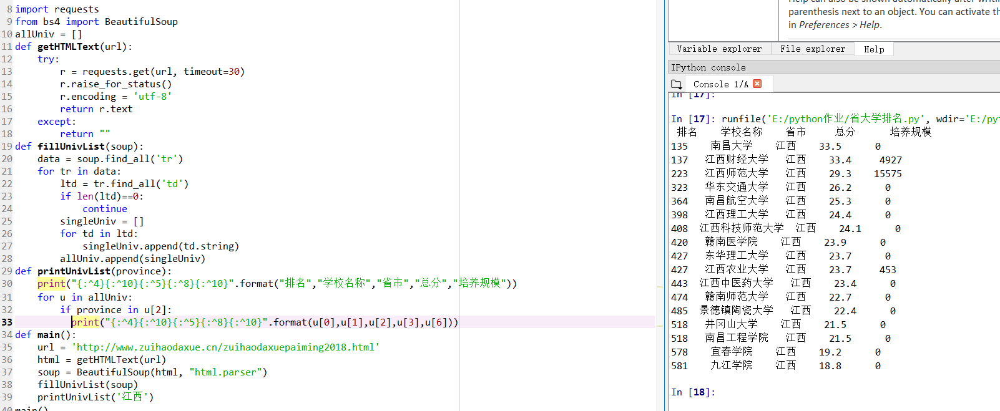 8 import requests
9 from bs4 import BeautifulSoup
10 allUniv = []
11 def getHTMLText(url):
12     try:
13         r = requests.get(url, timeout=30)
14         r.raise_for_status()
15         r.encoding = 'utf-8'
16         return r.text
17     except:
18         return ""
19 def fillUnivList(soup):
20     data = soup.find_all('tr')
21     for tr in data:
22         ltd = tr.find_all('td')
23         if len(ltd)==0:
24             continue
25         singleUniv = []
26         for td in ltd:
27             singleUniv.append(td.string)
28         allUniv.append(singleUniv)
29 def printUnivList(province):
30     print("{:^4}{:^10}{:^5}{:^8}{:^10}".format("排名","学校名称","省市","总分","培养规模"))
31     for u in allUniv:
32         if province in u[2]:
33           print("{:^4}{:^10}{:^5}{:^8}{:^10}".format(u[0],u[1],u[2],u[3],u[6]))
34 def main():
35     url = 'http://www.zuihaodaxue.cn/zuihaodaxuepaiming2018.html'
36     html = getHTMLText(url)
37     soup = BeautifulSoup(html, "html.parser")
38     fillUnivList(soup)
39     printUnivList('江西')
40 main()
Help can also be shown automatically after writi
parenthesis next to an object. You can activate th
in Preferences > Help.
Variable explorer File explorer Help
IPython console
Console 1/A
In [17]:
In [17]: runfile('E:/python作业/省大学排名.py', wdir='E:/pyt
排名 学校名称 省市 总分 培养规模
135 南昌大学 江西 33.5 0
137 江西财经大学 江西 33.4 4927
223 江西师范大学 江西 29.3 15575
323 华东交通大学 江西 26.2 0
364 南昌航空大学 江西 25.3 0
398 江西理工大学 江西 24.4 0
408 江西科技师范大学 江西 24.1 0
420 赣南医学院 江西 23.9 0
427 东华理工大学 江西 23.7 0
427 江西农业大学 江西 23.7 453
443 江西中医药大学 江西 23.4 0
474 赣南师范大学 江西 22.7 0
485 景德镇陶瓷大学 江西 22.4 0
518 井冈山大学 江西 21.5 0
518 南昌工程学院 江西 21.5 0
578 宜春学院 江西 19.2 0
581 九江学院 江西 18.8 0
In [18]: